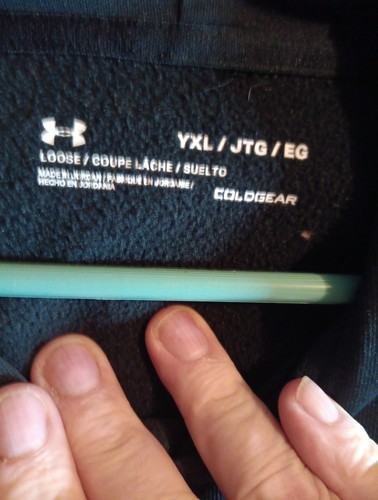 YXL / JTG / EG
LOOSE / COUPE LÂCHE / SUELTO
MADE IN JORDAN / FABRIQUÉ EN JORDANIE /
HECHO EN JORDANIA
COLDGEAR